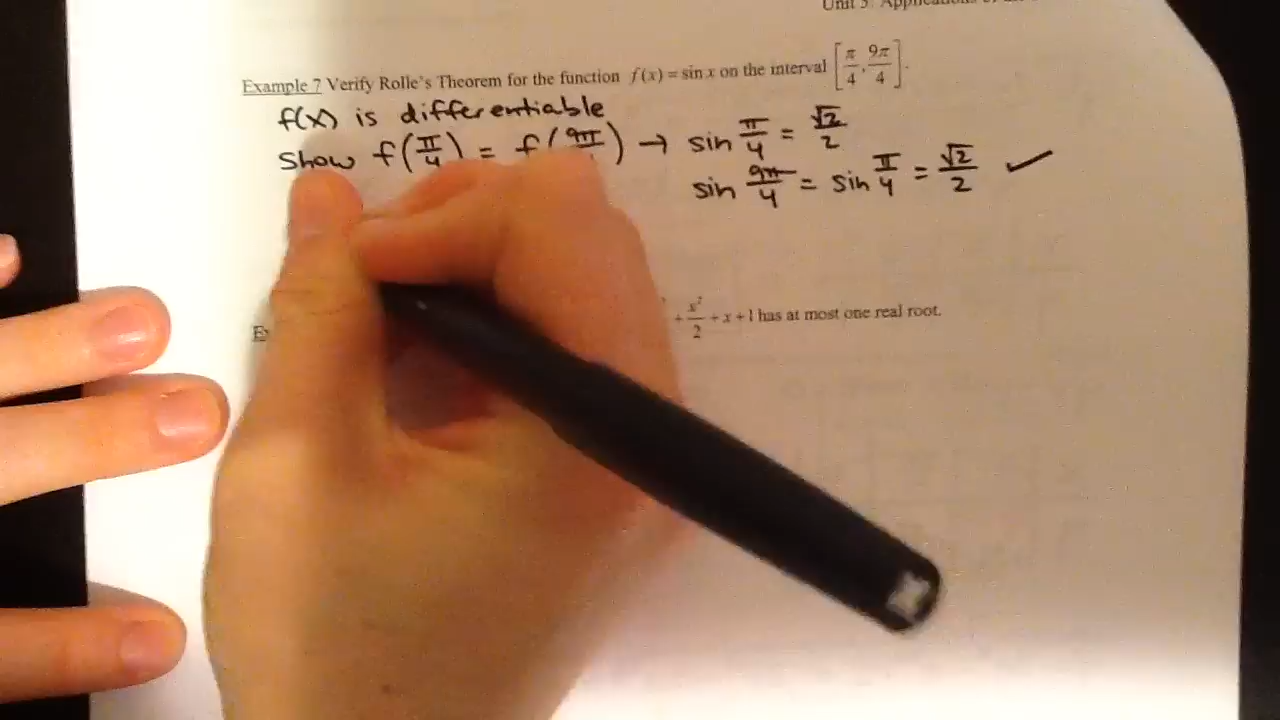 Unit 5: Applications of
Example 7 Verify Rolle's Theorem for the function f(x) = sin x on the interval [π/4, 9π/4].
f(x) is differentiable
Show f(π/4) = f(9π/4) → sin π/4 = √2/2
sin 9π/4 = sin π/4 = √2/2 ✓
+ x²/2 + x + 1 has at most one real root.